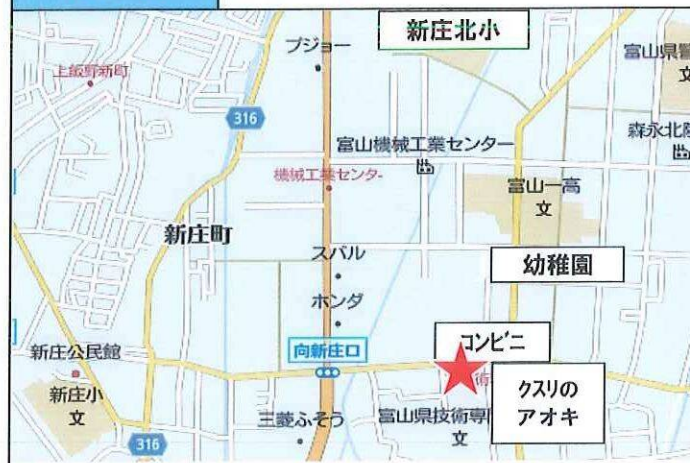 新庄北小
プジョー
上飯野新町
316
富山機械工業センター
機械工業センター
富山一高
文
新庄町
スバル
幼稚園
ホンダ
向新庄口
コンビニ
新庄公民館
新庄小
文
クスリの
アオキ
三菱ふそう
富山県技術専
文
316
富山県警
文
森永北陸